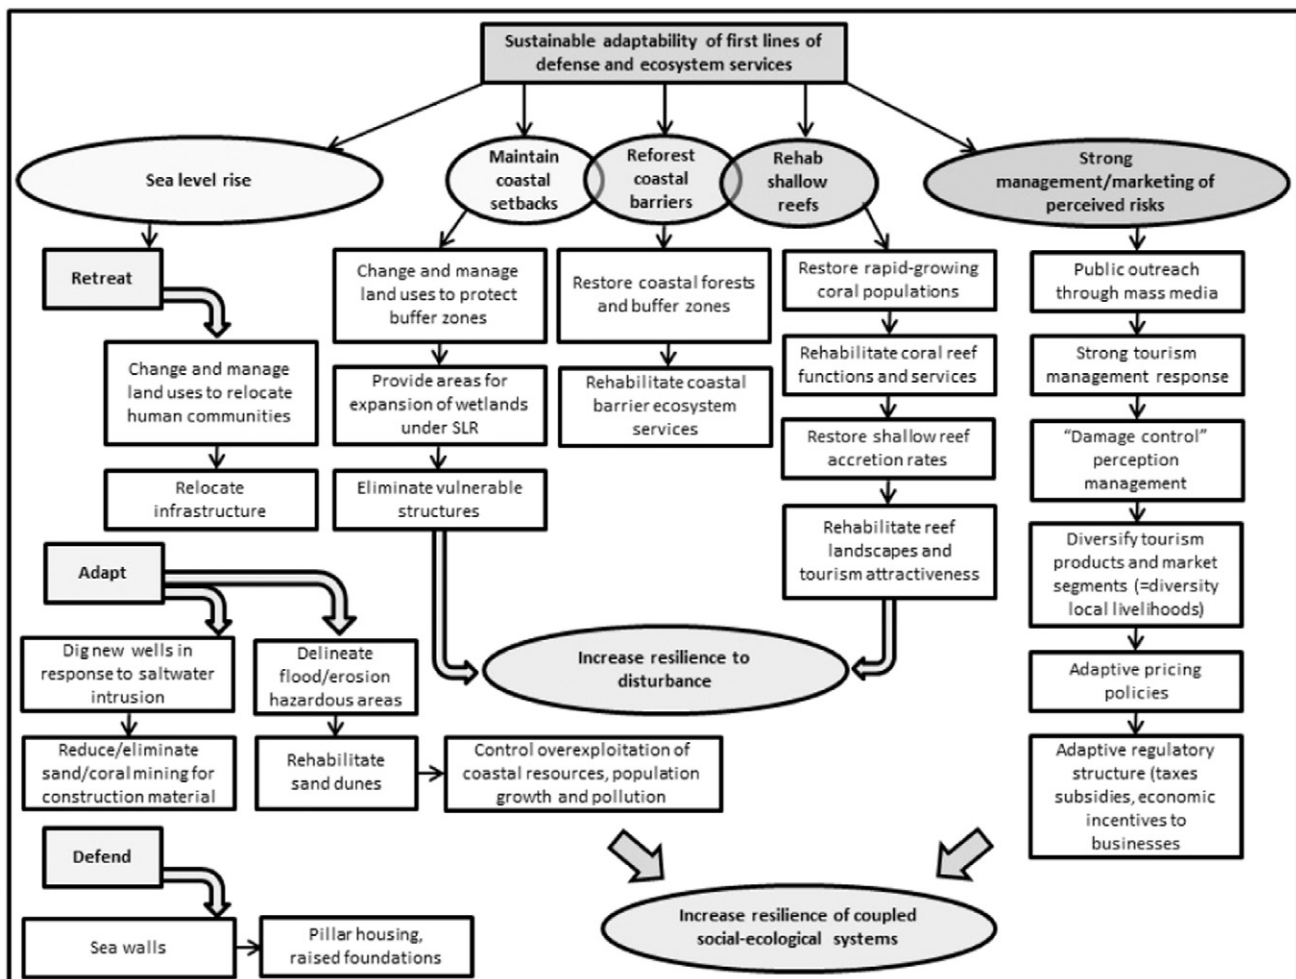 Sustainable adaptability of first lines of
defense and ecosystem services
Sea level rise
Maintain
coastal
setbacks
Reforest
coastal
barriers
Rehab
shallow
reefs
Strong
management/marketing of
perceived risks
Retreat
Change and manage
land uses to relocate
human communities
Relocate
infrastructure
Change and manage
land uses to protect
buffer zones
Provide areas for
expansion of wetlands
under SLR
Eliminate vulnerable
structures
Restore coastal forests
and buffer zones
Rehabilitate coastal
barrier ecosystem
services
Restore rapid-growing
coral populations
Rehabilitate coral reef
functions and services
Restore shallow reef
accretion rates
Rehabilitate reef
landscapes and
tourism attractiveness
Public outreach
through mass media
Strong tourism
management response
“Damage control”
perception
management
Diversify tourism
products and market
segments (=diversity
local livelihoods)
Adaptive pricing
policies
Adaptive regulatory
structure (taxes
subsidies, economic
incentives to
businesses
Adapt
Dig new wells in
response to saltwater
intrusion
Reduce/eliminate
sand/coral mining for
construction material
Delineate
flood/erosion
hazardous areas
Rehabilitate
sand dunes
Control overexploitation of
coastal resources, population
growth and pollution
Increase resilience to
disturbance
Defend
Sea walls
Pillar housing,
raised foundations
Increase resilience of coupled
social-ecological systems